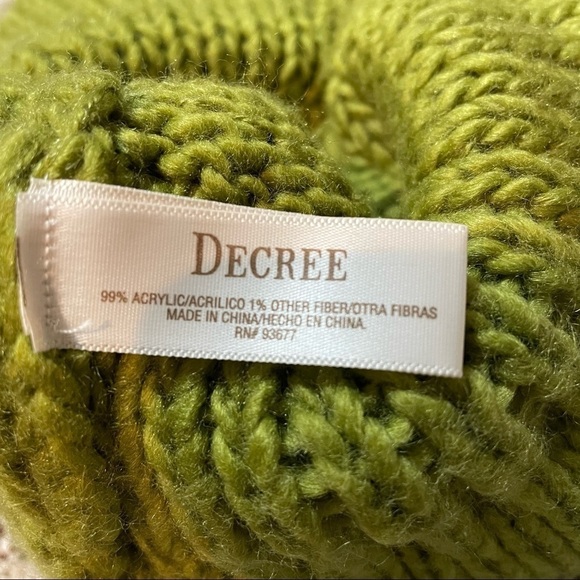 DECREE
99% ACRYLIC/ACRILICO 1% OTHER FIBER/OTRA FIBRAS
MADE IN CHINA/HECHO EN CHINA.
RN# 93677